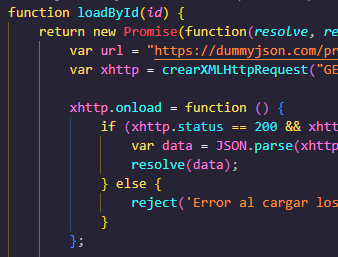 function loadById(id) {
return new Promise(function(resolve, re
var url = "https://dummyjson.com/pr
var xhttp = crearXMLHttpRequest("GE
xhttp.onload = function () {
if (xhttp.status == 200 && xhtt
var data = JSON.parse(xhttp
resolve(data);
} else {
reject('Error al cargar los
}
};